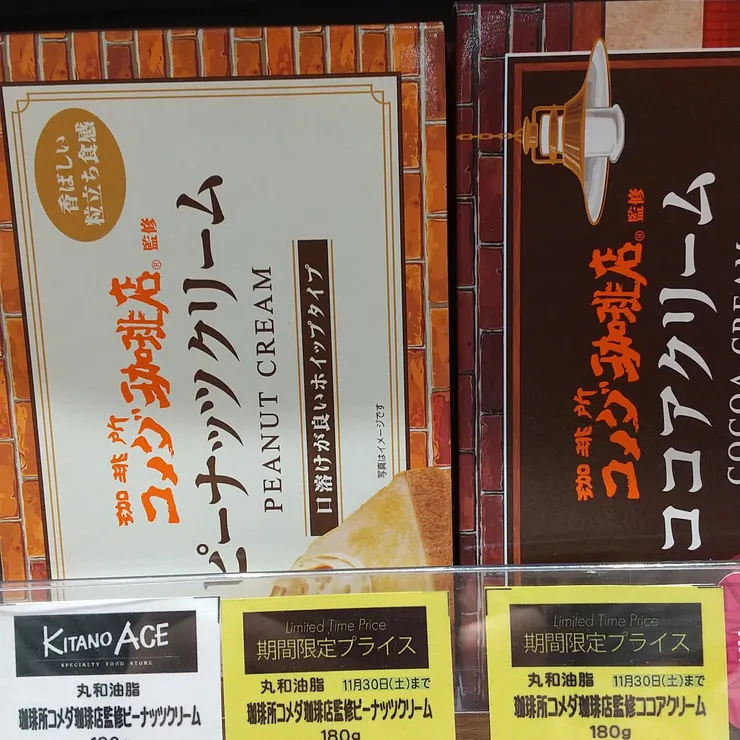 香ばしい
粒立ち食感
珈琲所
コメダ珈琲店®監修
ピーナッツクリーム
PEANUT CREAM
口溶けが良いホイップタイプ
写真はイメージです
珈琲所
コメダ珈琲店®監修
ココアクリーム
COCOA CREAM
KITANO ACE
SPECIALTY FOOD STORE
丸和油脂
珈琲所コメダ珈琲店監修ピーナッツクリーム
Limited Time Price
期間限定プライス
丸和油脂 11月30日(土)まで
珈琲所コメダ珈琲店監修ピーナッツクリーム
180g
Limited Time Price
期間限定プライス
丸和油脂 11月30日(土)まで
珈琲所コメダ珈琲店監修ココアクリーム
180g